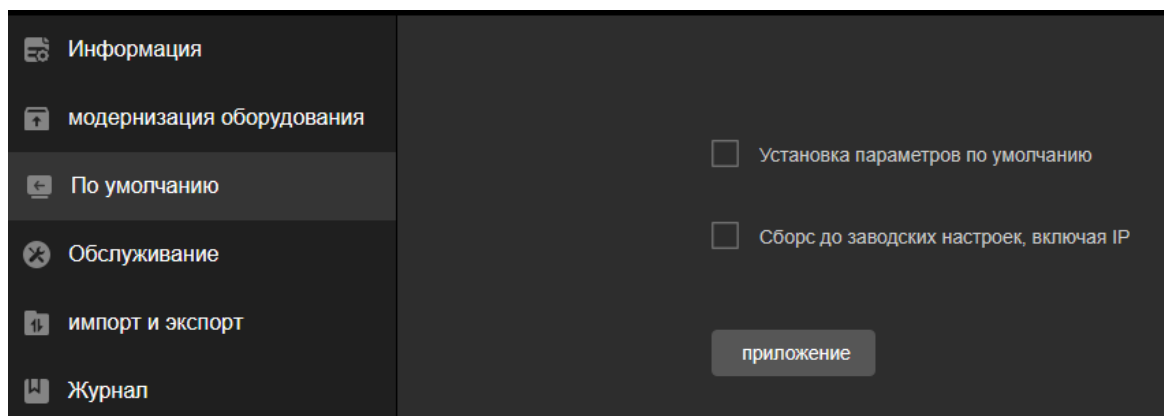 Информация
модернизация оборудования
По умолчанию
Обслуживание
импорт и экспорт
Журнал
Установка параметров по умолчанию
Сборс до заводских настроек, включая IP
приложение